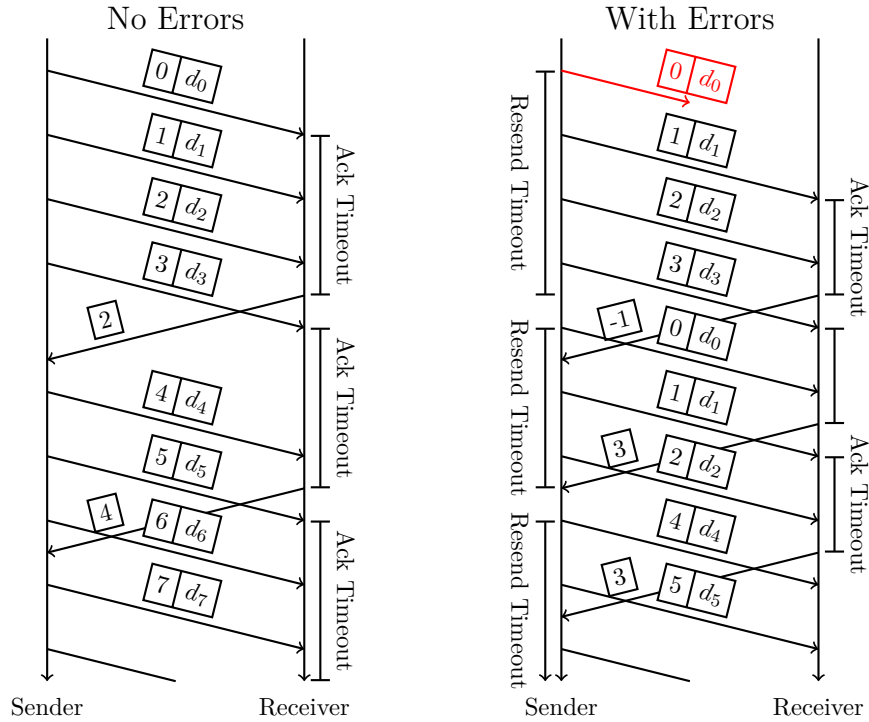 No Errors
0 d0
1 d1
2 d2
3 d3
Ack Timeout
2
Ack Timeout
4 d4
5 d5
4
6 d6
7 d7
Ack Timeout
Sender
Receiver
With Errors
0 d0
Resend Timeout
1 d1
2 d2
Ack Timeout
3 d3
-1
0 d0
Resend Timeout
1 d1
3
2 d2
Ack Timeout
4 d4
Resend Timeout
3
5 d5
Sender
Receiver